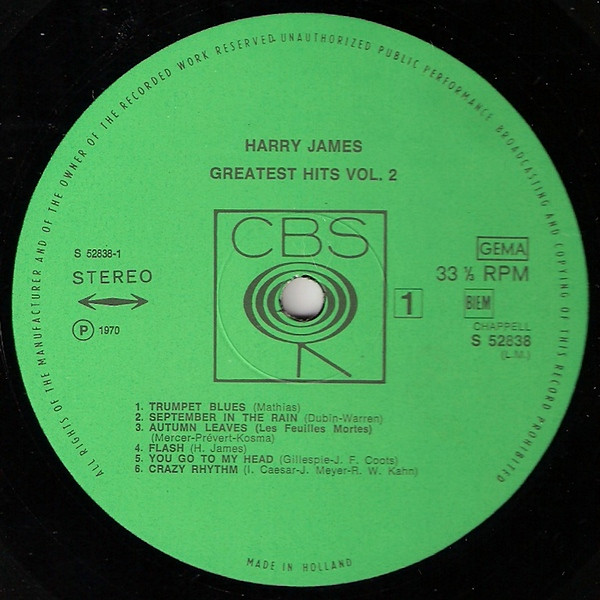 ALL RIGHTS OF THE MANUFACTURER AND OF THE OWNER OF THE RECORDED WORK RESERVED. UNAUTHORIZED PUBLIC PERFORMANCE BROADCASTING AND COPYING OF THIS RECORD PROHIBITED
HARRY JAMES
GREATEST HITS VOL. 2
CBS
S 52838-1
STEREO
Ⓟ 1970
GEMA
33 ⅓ RPM
1
BIEM
CHAPPELL
S 52838
(L.M.)
1. TRUMPET BLUES (Mathias)
2. SEPTEMBER IN THE RAIN (Dubin-Warren)
3. AUTUMN LEAVES (Les Feuilles Mortes)
(Mercer-Prévert-Kosma)
4. FLASH (H. James)
5. YOU GO TO MY HEAD (Gillespie-J. F. Coots)
6. CRAZY RHYTHM (I. Caesar-J. Meyer-R. W. Kahn)
MADE IN HOLLAND